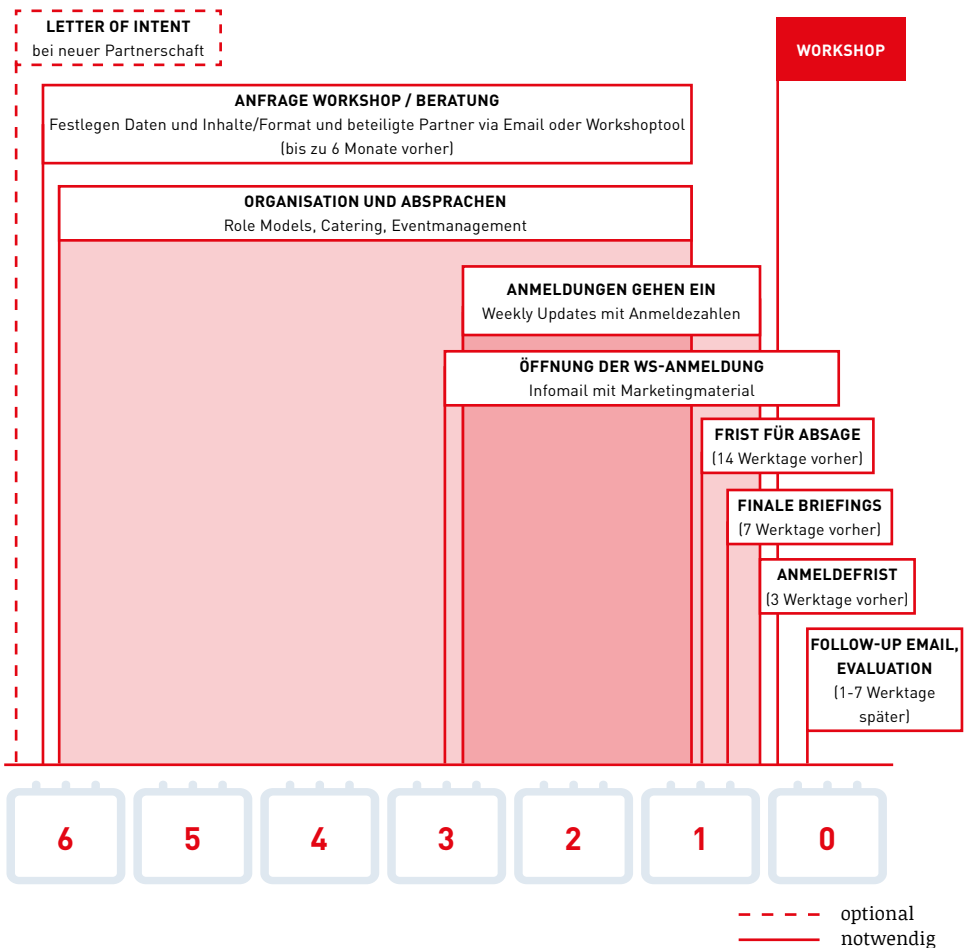 LETTER OF INTENT
bei neuer Partnerschaft
WORKSHOP
ANFRAGE WORKSHOP / BERATUNG
Festlegen Daten und Inhalte/Format und beteiligte Partner via Email oder Workshoptool
(bis zu 6 Monate vorher)
ORGANISATION UND ABSPRACHEN
Role Models, Catering, Eventmanagement
ANMELDUNGEN GEHEN EIN
Weekly Updates mit Anmeldezahlen
ÖFFNUNG DER WS-ANMELDUNG
Infomail mit Marketingmaterial
FRIST FÜR ABSAGE
(14 Werktage vorher)
FINALE BRIEFINGS
(7 Werktage vorher)
ANMELDEFRIST
(3 Werktage vorher)
FOLLOW-UP EMAIL,
EVALUATION
(1-7 Werktage
später)
6 5 4 3 2 1 0
optional
notwendig